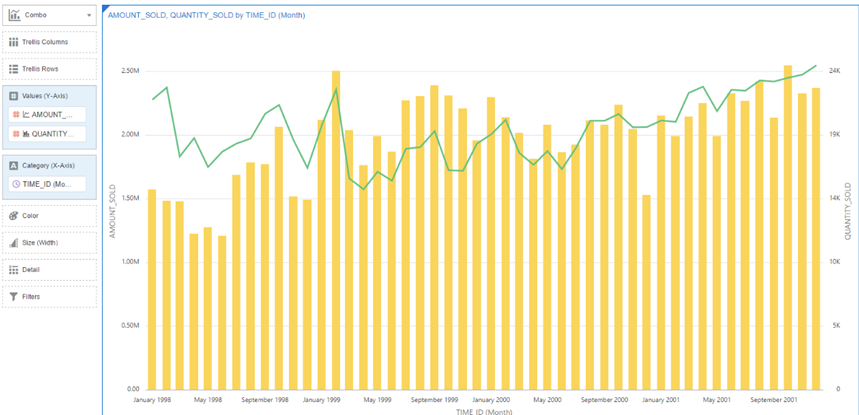 Combo
AMOUNT_SOLD, QUANTITY_SOLD by TIME_ID (Month)
Trellis Columns
Trellis Rows
Values (Y-Axis)
AMOUNT_...
QUANTITY...
Category (X-Axis)
TIME_ID (Mo...
Color
Size (Width)
Detail
Filters
AMOUNT_SOLD
2.50M
2.00M
1.50M
1.00M
0.50M
0.00
24K
19K
14K
10K
5K
0
QUANTITY_SOLD
January 1998 May 1998 September 1998 January 1999 May 1999 September 1999 January 2000 May 2000 September 2000 January 2001 May 2001 September 2001
TIME ID (Month)